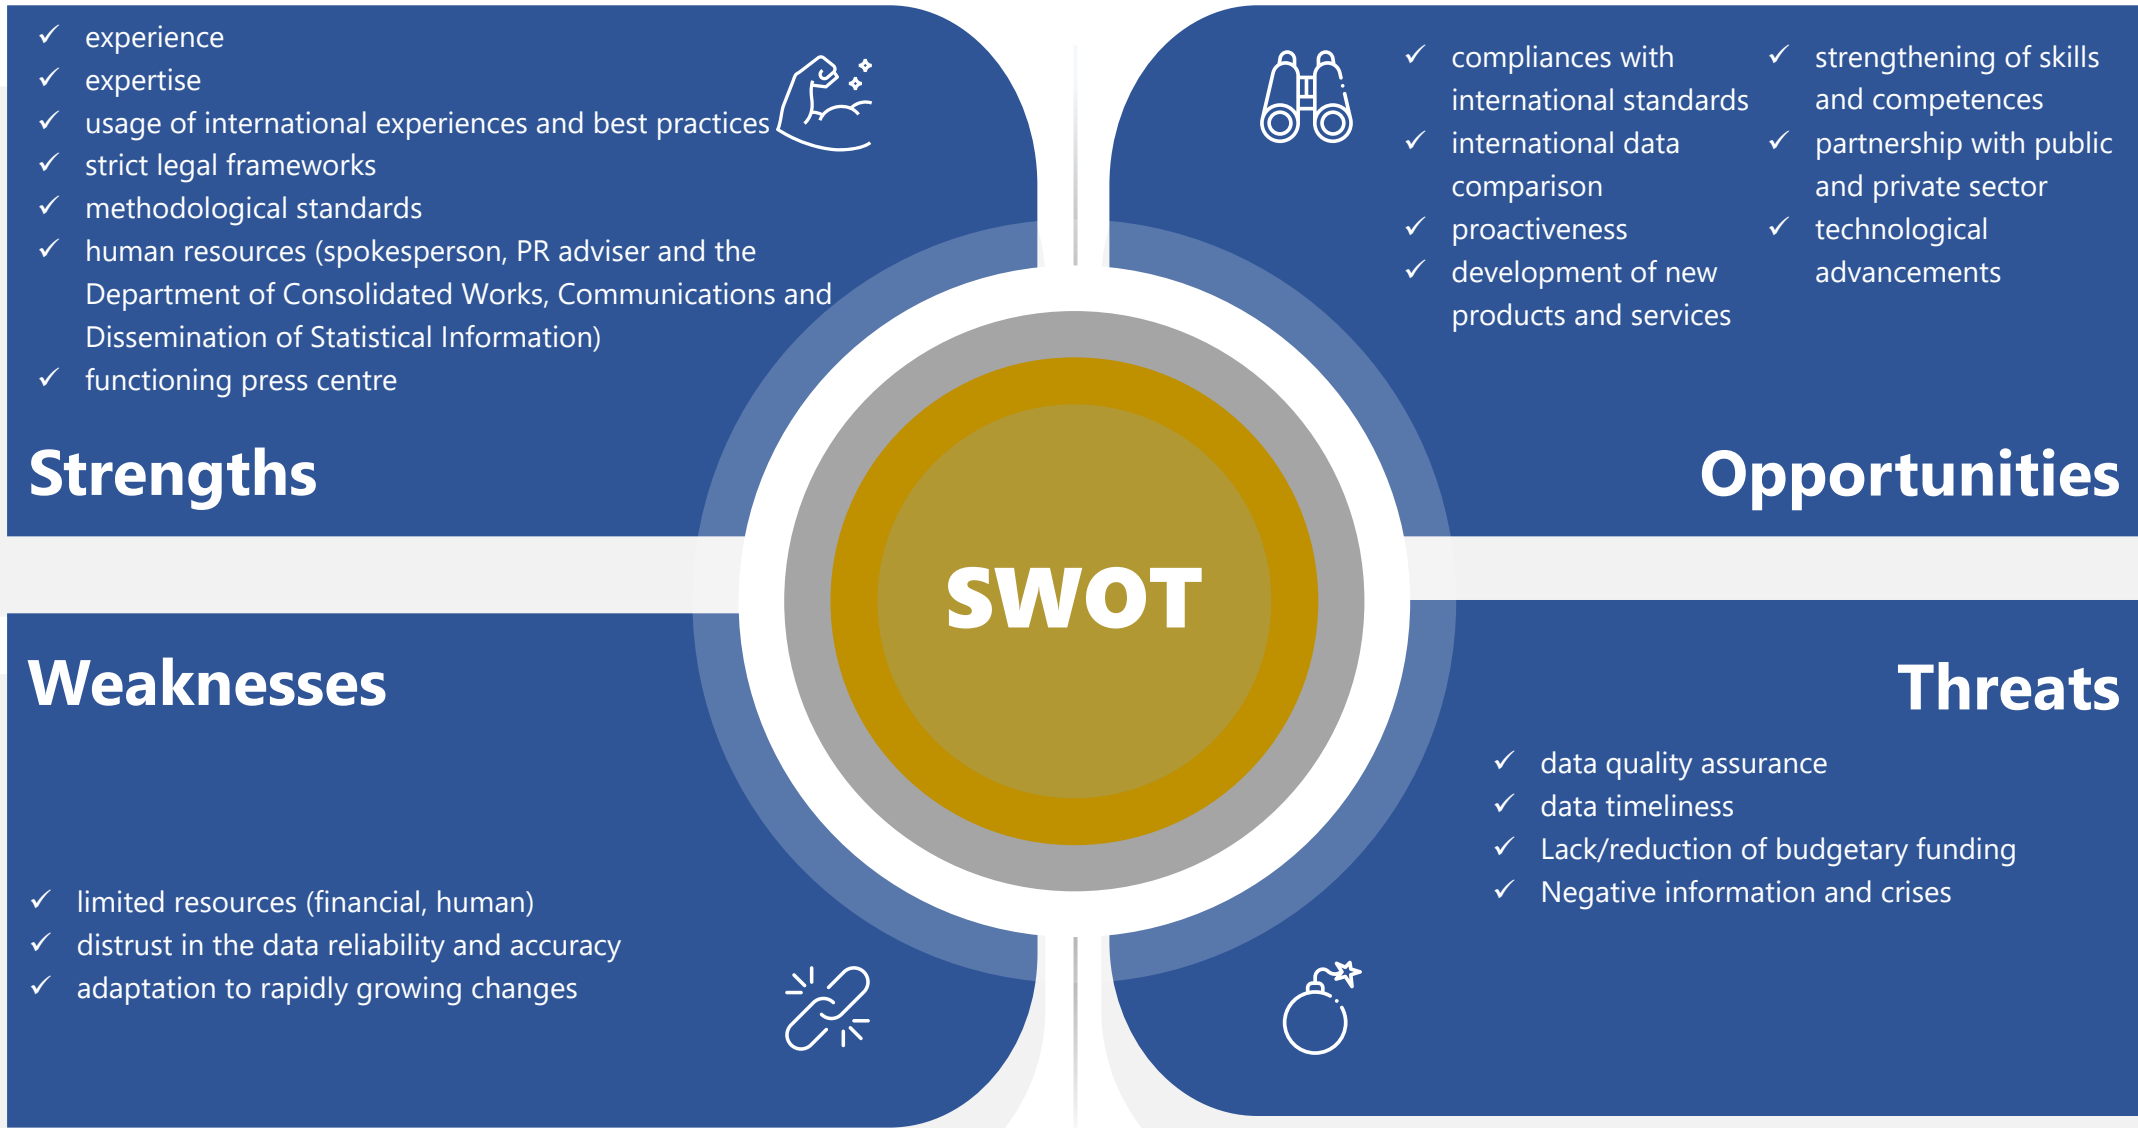 experience
expertise
usage of international experiences and best practices
strict legal frameworks
methodological standards
human resources (spokesperson, PR adviser and the
Department of Consolidated Works, Communications and
Dissemination of Statistical Information)
functioning press centre
Strengths
compliances with
international standards
international data
comparison
proactiveness
development of new
products and services
strengthening of skills
and competences
partnership with public
and private sector
technological
advancements
Opportunities
SWOT
Weaknesses
limited resources (financial, human)
distrust in the data reliability and accuracy
adaptation to rapidly growing changes
Threats
data quality assurance
data timeliness
Lack/reduction of budgetary funding
Negative information and crises